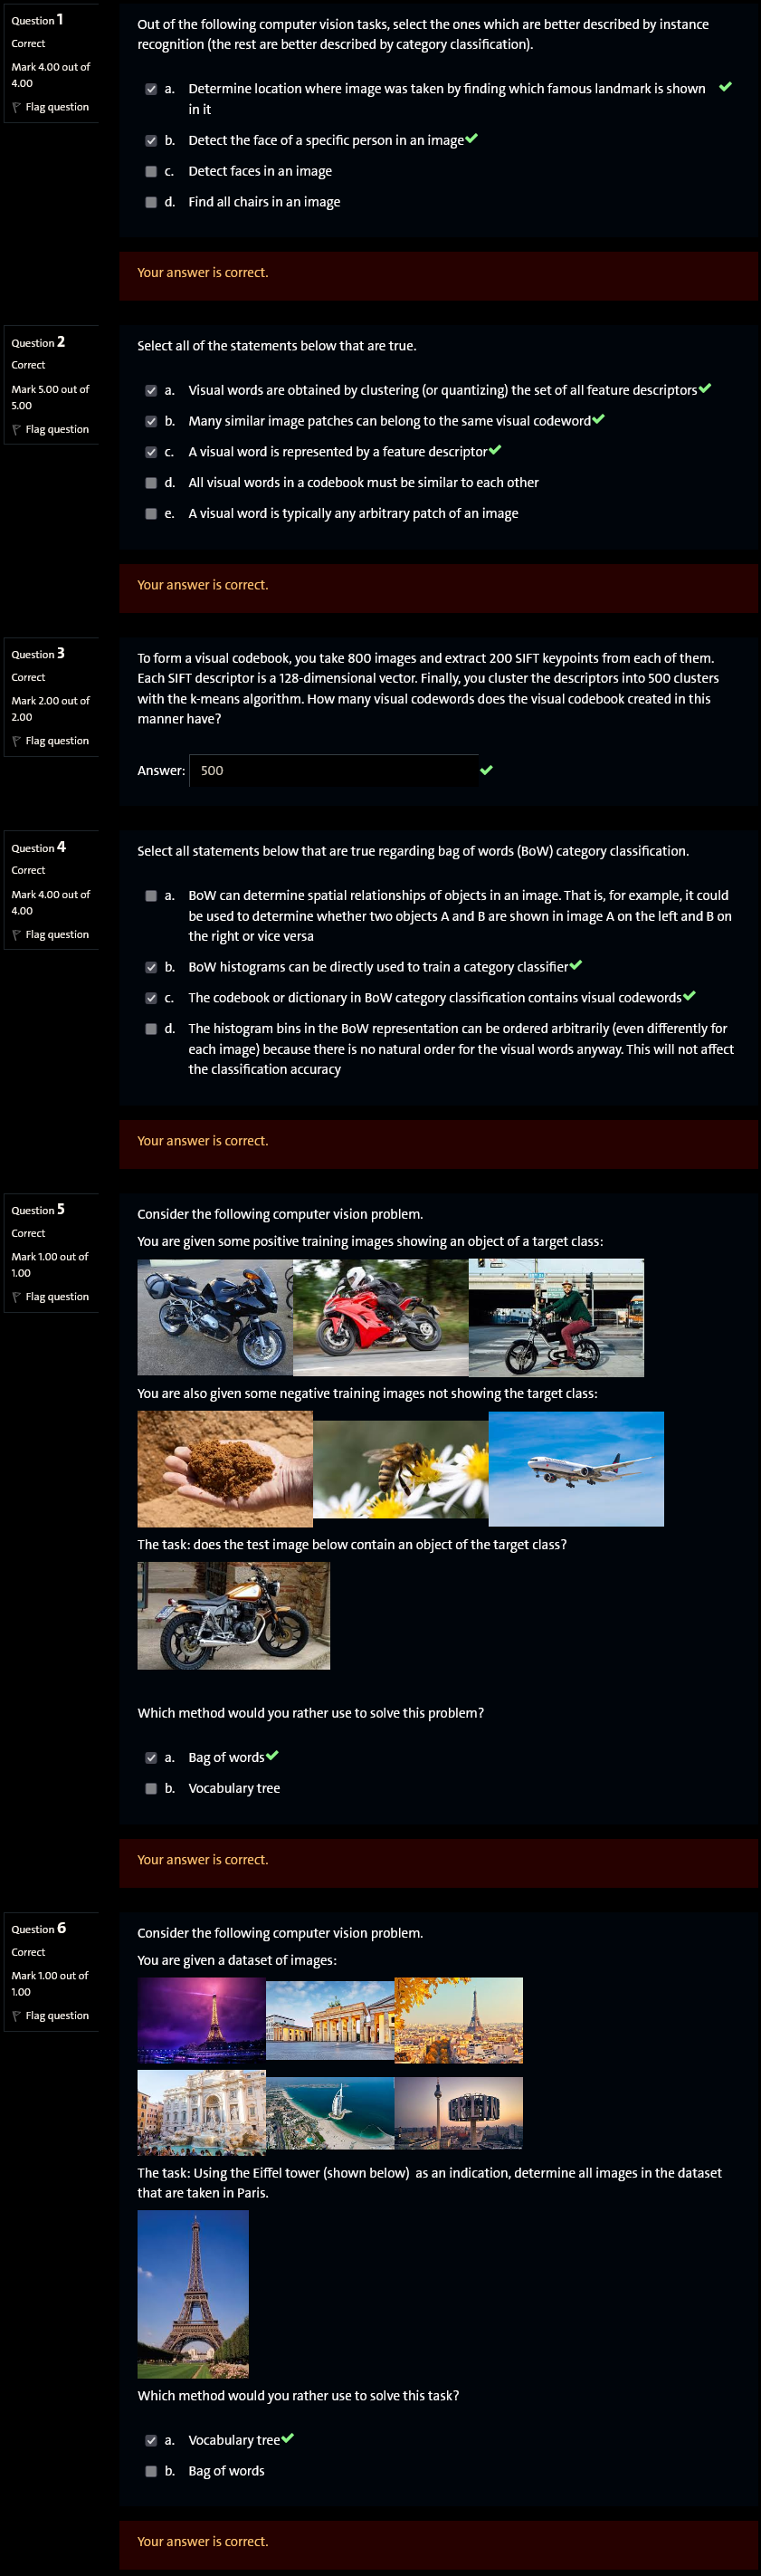 Question 1
Correct
Mark 4.00 out of
4.00
Flag question
Out of the following computer vision tasks, select the ones which are better described by instance
recognition (the rest are better described by category classification).
a. Determine location where image was taken by finding which famous landmark is shown
in it
b. Detect the face of a specific person in an image
c. Detect faces in an image
d. Find all chairs in an image
Your answer is correct.
Question 2
Correct
Mark 5.00 out of
5.00
Flag question
Select all of the statements below that are true.
a. Visual words are obtained by clustering (or quantizing) the set of all feature descriptors
b. Many similar image patches can belong to the same visual codeword
c. A visual word is represented by a feature descriptor
d. All visual words in a codebook must be similar to each other
e. A visual word is typically any arbitrary patch of an image
Your answer is correct.
Question 3
Correct
Mark 2.00 out of
2.00
Flag question
To form a visual codebook, you take 800 images and extract 200 SIFT keypoints from each of them.
Each SIFT descriptor is a 128-dimensional vector. Finally, you cluster the descriptors into 500 clusters
with the k-means algorithm. How many visual codewords does the visual codebook created in this
manner have?
Answer: 500
Question 4
Correct
Mark 4.00 out of
4.00
Flag question
Select all statements below that are true regarding bag of words (BoW) category classification.
a. BoW can determine spatial relationships of objects in an image. That is, for example, it could
be used to determine whether two objects A and B are shown in image A on the left and B on
the right or vice versa
b. BoW histograms can be directly used to train a category classifier
c. The codebook or dictionary in BoW category classification contains visual codewords
d. The histogram bins in the BoW representation can be ordered arbitrarily (even differently for
each image) because there is no natural order for the visual words anyway. This will not affect
the classification accuracy
Your answer is correct.
Question 5
Correct
Mark 1.00 out of
1.00
Flag question
Consider the following computer vision problem.
You are given some positive training images showing an object of a target class:
You are also given some negative training images not showing the target class:
The task: does the test image below contain an object of the target class?
Which method would you rather use to solve this problem?
a. Bag of words
b. Vocabulary tree
Your answer is correct.
Question 6
Correct
Mark 1.00 out of
1.00
Flag question
Consider the following computer vision problem.
You are given a dataset of images:
The task: Using the Eiffel tower (shown below) as an indication, determine all images in the dataset
that are taken in Paris.
Which method would you rather use to solve this task?
a. Vocabulary tree
b. Bag of words
Your answer is correct.